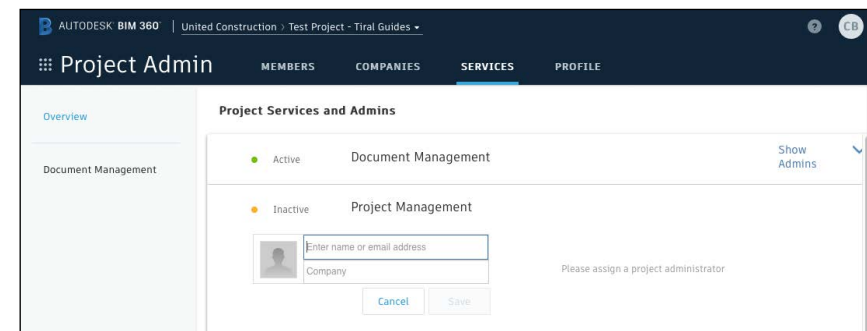 AUTODESK® BIM 360® | United Construction > Test Project - Tiral Guides
? CB
Project Admin MEMBERS COMPANIES SERVICES PROFILE
Overview
Document Management
Project Services and Admins
Active Document Management Show
Admins
Inactive Project Management
Enter name or email address
Company
Please assign a project administrator
Cancel Save